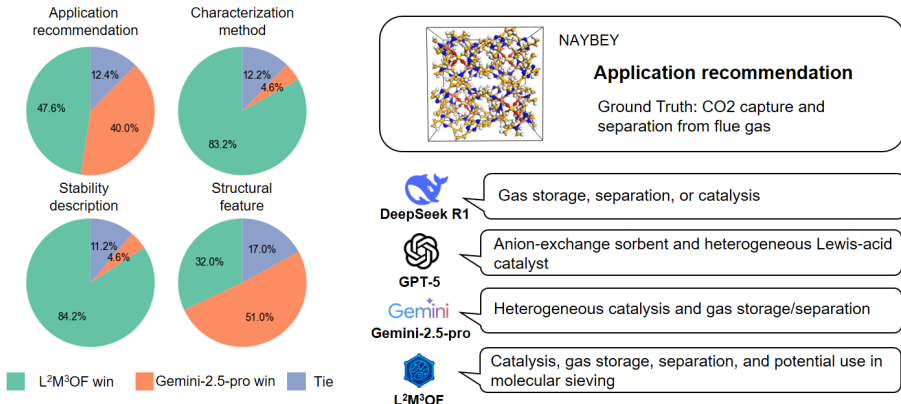 Application
recommendation
12.4%
47.6%
40.0%
Characterization
method
12.2%
4.6%
83.2%
Stability
description
11.2%
4.6%
84.2%
Structural
feature
17.0%
32.0%
51.0%
L²M³OF win
Gemini-2.5-pro win
Tie
NAYBEY
Application recommendation
Ground Truth: CO2 capture and
separation from flue gas
DeepSeek R1
Gas storage, separation, or catalysis
GPT-5
Anion-exchange sorbent and heterogeneous Lewis-acid
catalyst
Gemini
Gemini-2.5-pro
Heterogeneous catalysis and gas storage/separation
L²M³OF
Catalysis, gas storage, separation, and potential use in
molecular sieving